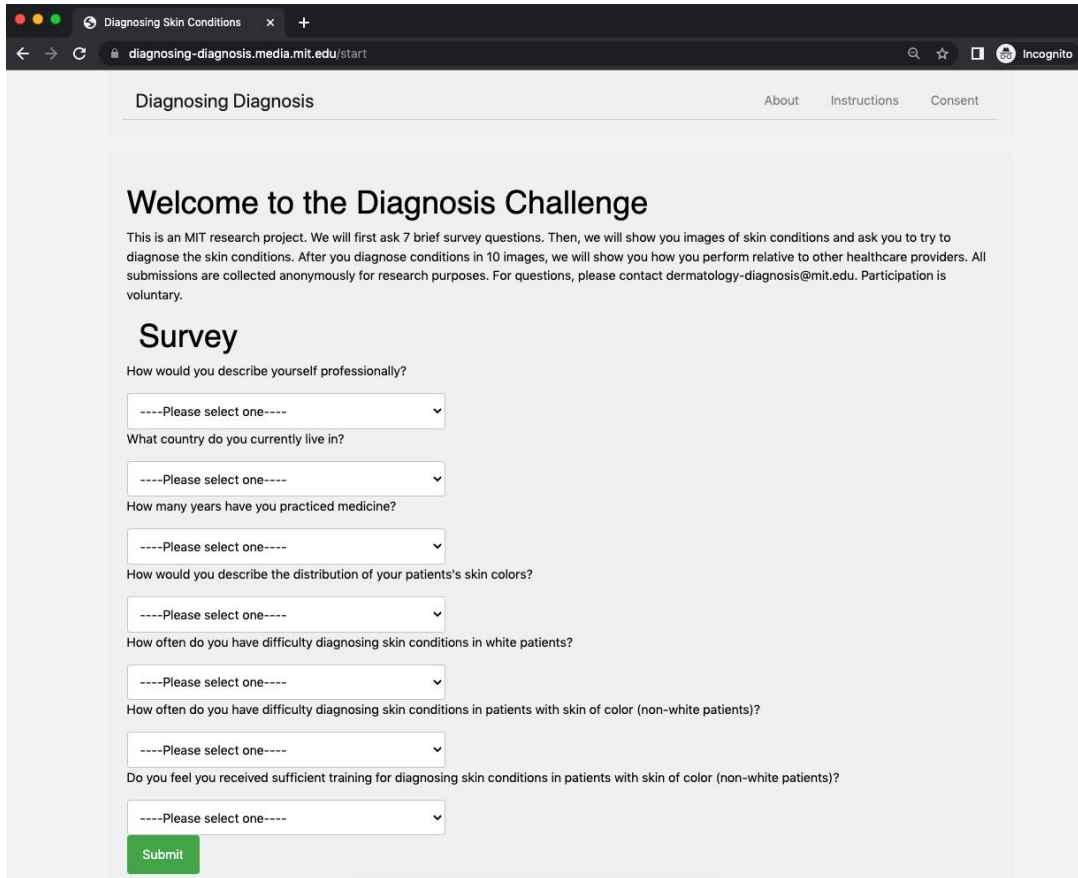 Diagnosing Skin Conditions
diagnosing-diagnosis.media.mit.edu/start
Incognito
Diagnosing Diagnosis
About
Instructions
Consent
Welcome to the Diagnosis Challenge
This is an MIT research project. We will first ask 7 brief survey questions. Then, we will show you images of skin conditions and ask you to try to
diagnose the skin conditions. After you diagnose conditions in 10 images, we will show you how you perform relative to other healthcare providers. All
submissions are collected anonymously for research purposes. For questions, please contact dermatology-diagnosis@mit.edu. Participation is
voluntary.
Survey
How would you describe yourself professionally?
----Please select one----
What country do you currently live in?
----Please select one----
How many years have you practiced medicine?
----Please select one----
How would you describe the distribution of your patients's skin colors?
----Please select one----
How often do you have difficulty diagnosing skin conditions in white patients?
----Please select one----
How often do you have difficulty diagnosing skin conditions in patients with skin of color (non-white patients)?
----Please select one----
Do you feel you received sufficient training for diagnosing skin conditions in patients with skin of color (non-white patients)?
----Please select one----
Submit